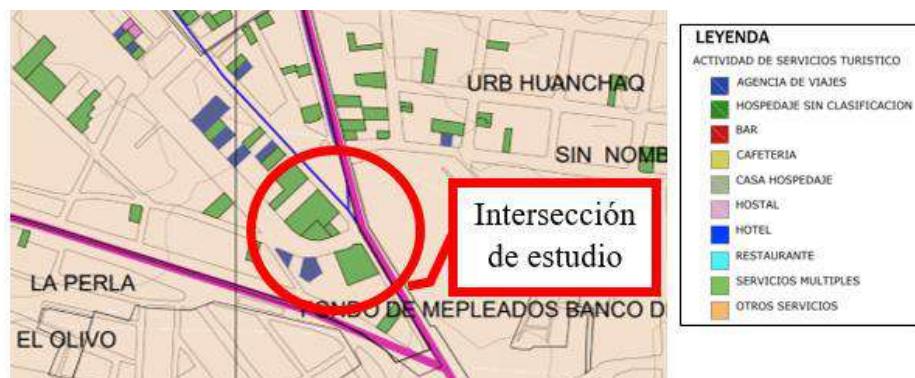 URB HUANCHAQ
SIN NOMB
Intersección
de estudio
LA PERLA
FONDO DE MEPLEADOS BANCO D
EL OLIVO
LEYENDA
ACTIVIDAD DE SERVICIOS TURISTICO
AGENCIA DE VIAJES
HOSPEDAJE SIN CLASIFICACION
BAR
CAFETERIA
CASA HOSPEDAJE
HOSTAL
HOTEL
RESTAURANTE
SERVICIOS MULTIPLES
OTROS SERVICIOS